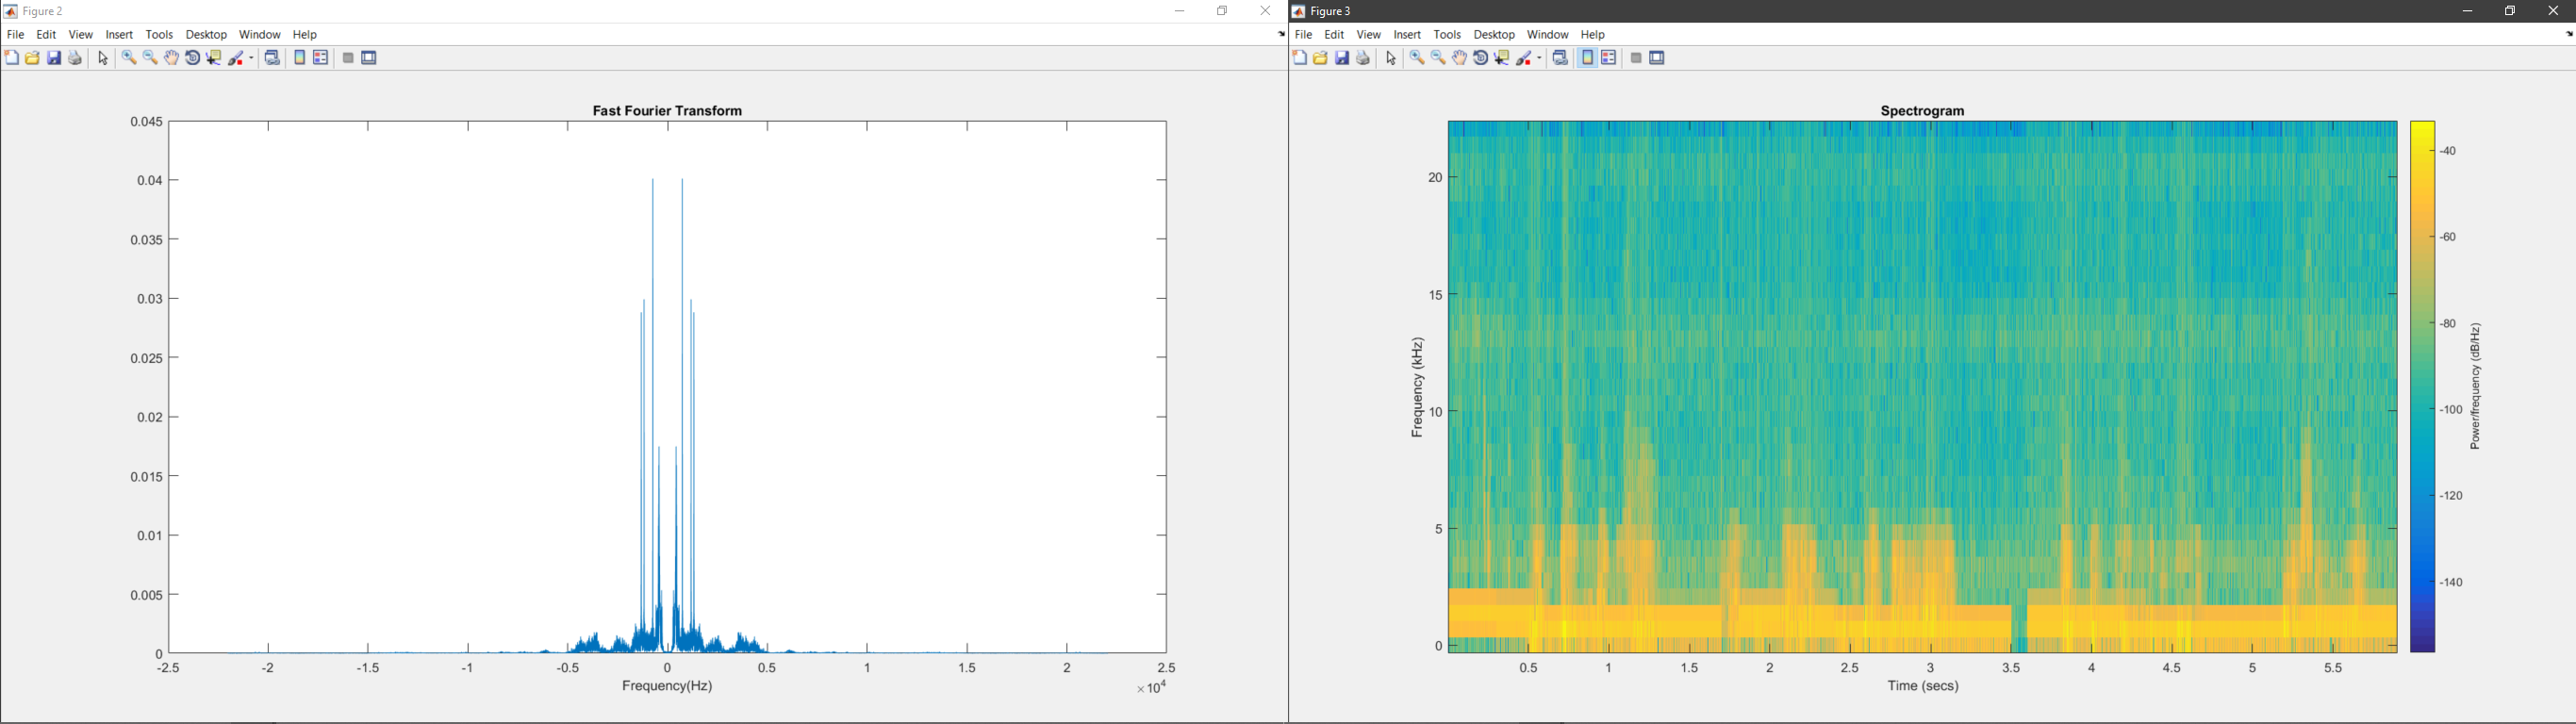 Figure 2
File Edit View Insert Tools Desktop Window Help
Fast Fourier Transform
0.045
0.04
0.035
0.03
0.025
0.02
0.015
0.01
0.005
0
-2.5 -2 -1.5 -1 -0.5 0 0.5 1 1.5 2 2.5
Frequency(Hz)
×10⁴
Figure 3
File Edit View Insert Tools Desktop Window Help
Spectrogram
20
15
10
5
0
Frequency (kHz)
0.5 1 1.5 2 2.5 3 3.5 4 4.5 5 5.5
Time (secs)
-40
-60
-80
-100
-120
-140
Power/frequency (dB/Hz)